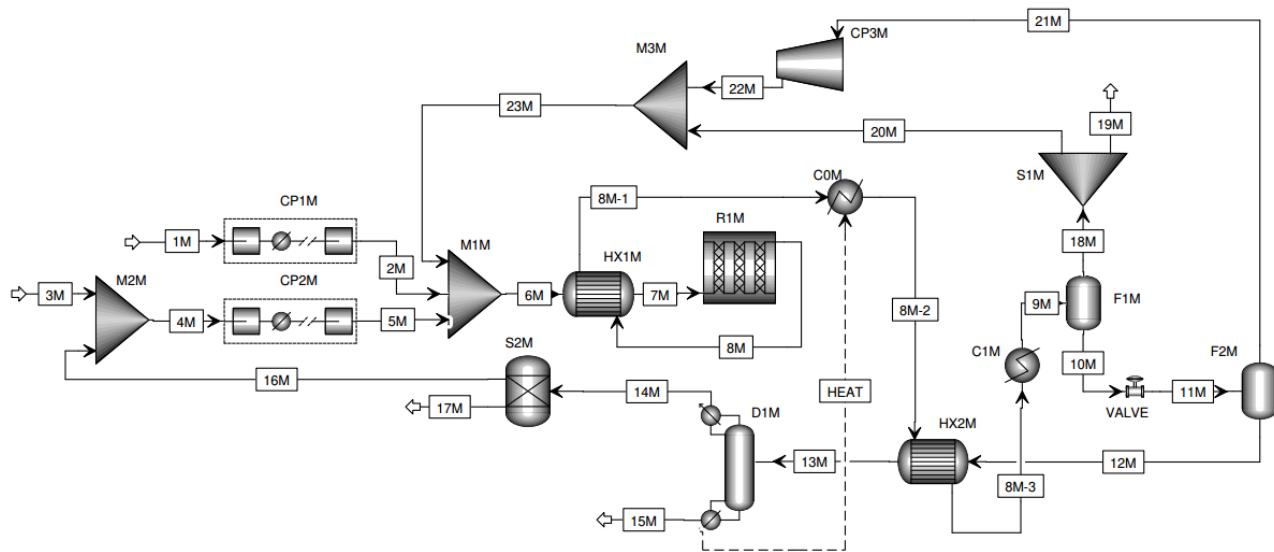 21M
CP3M
M3M
22M
23M
19M
20M
S1M
C0M
CP1M
8M-1
R1M
18M
1M
M1M
HX1M
M2M
2M
9M
F1M
3M
CP2M
6M
7M
8M-2
4M
5M
C1M
8M
S2M
10M
F2M
16M
14M
HEAT
11M
17M
D1M
VALVE
HX2M
13M
12M
8M-3
15M